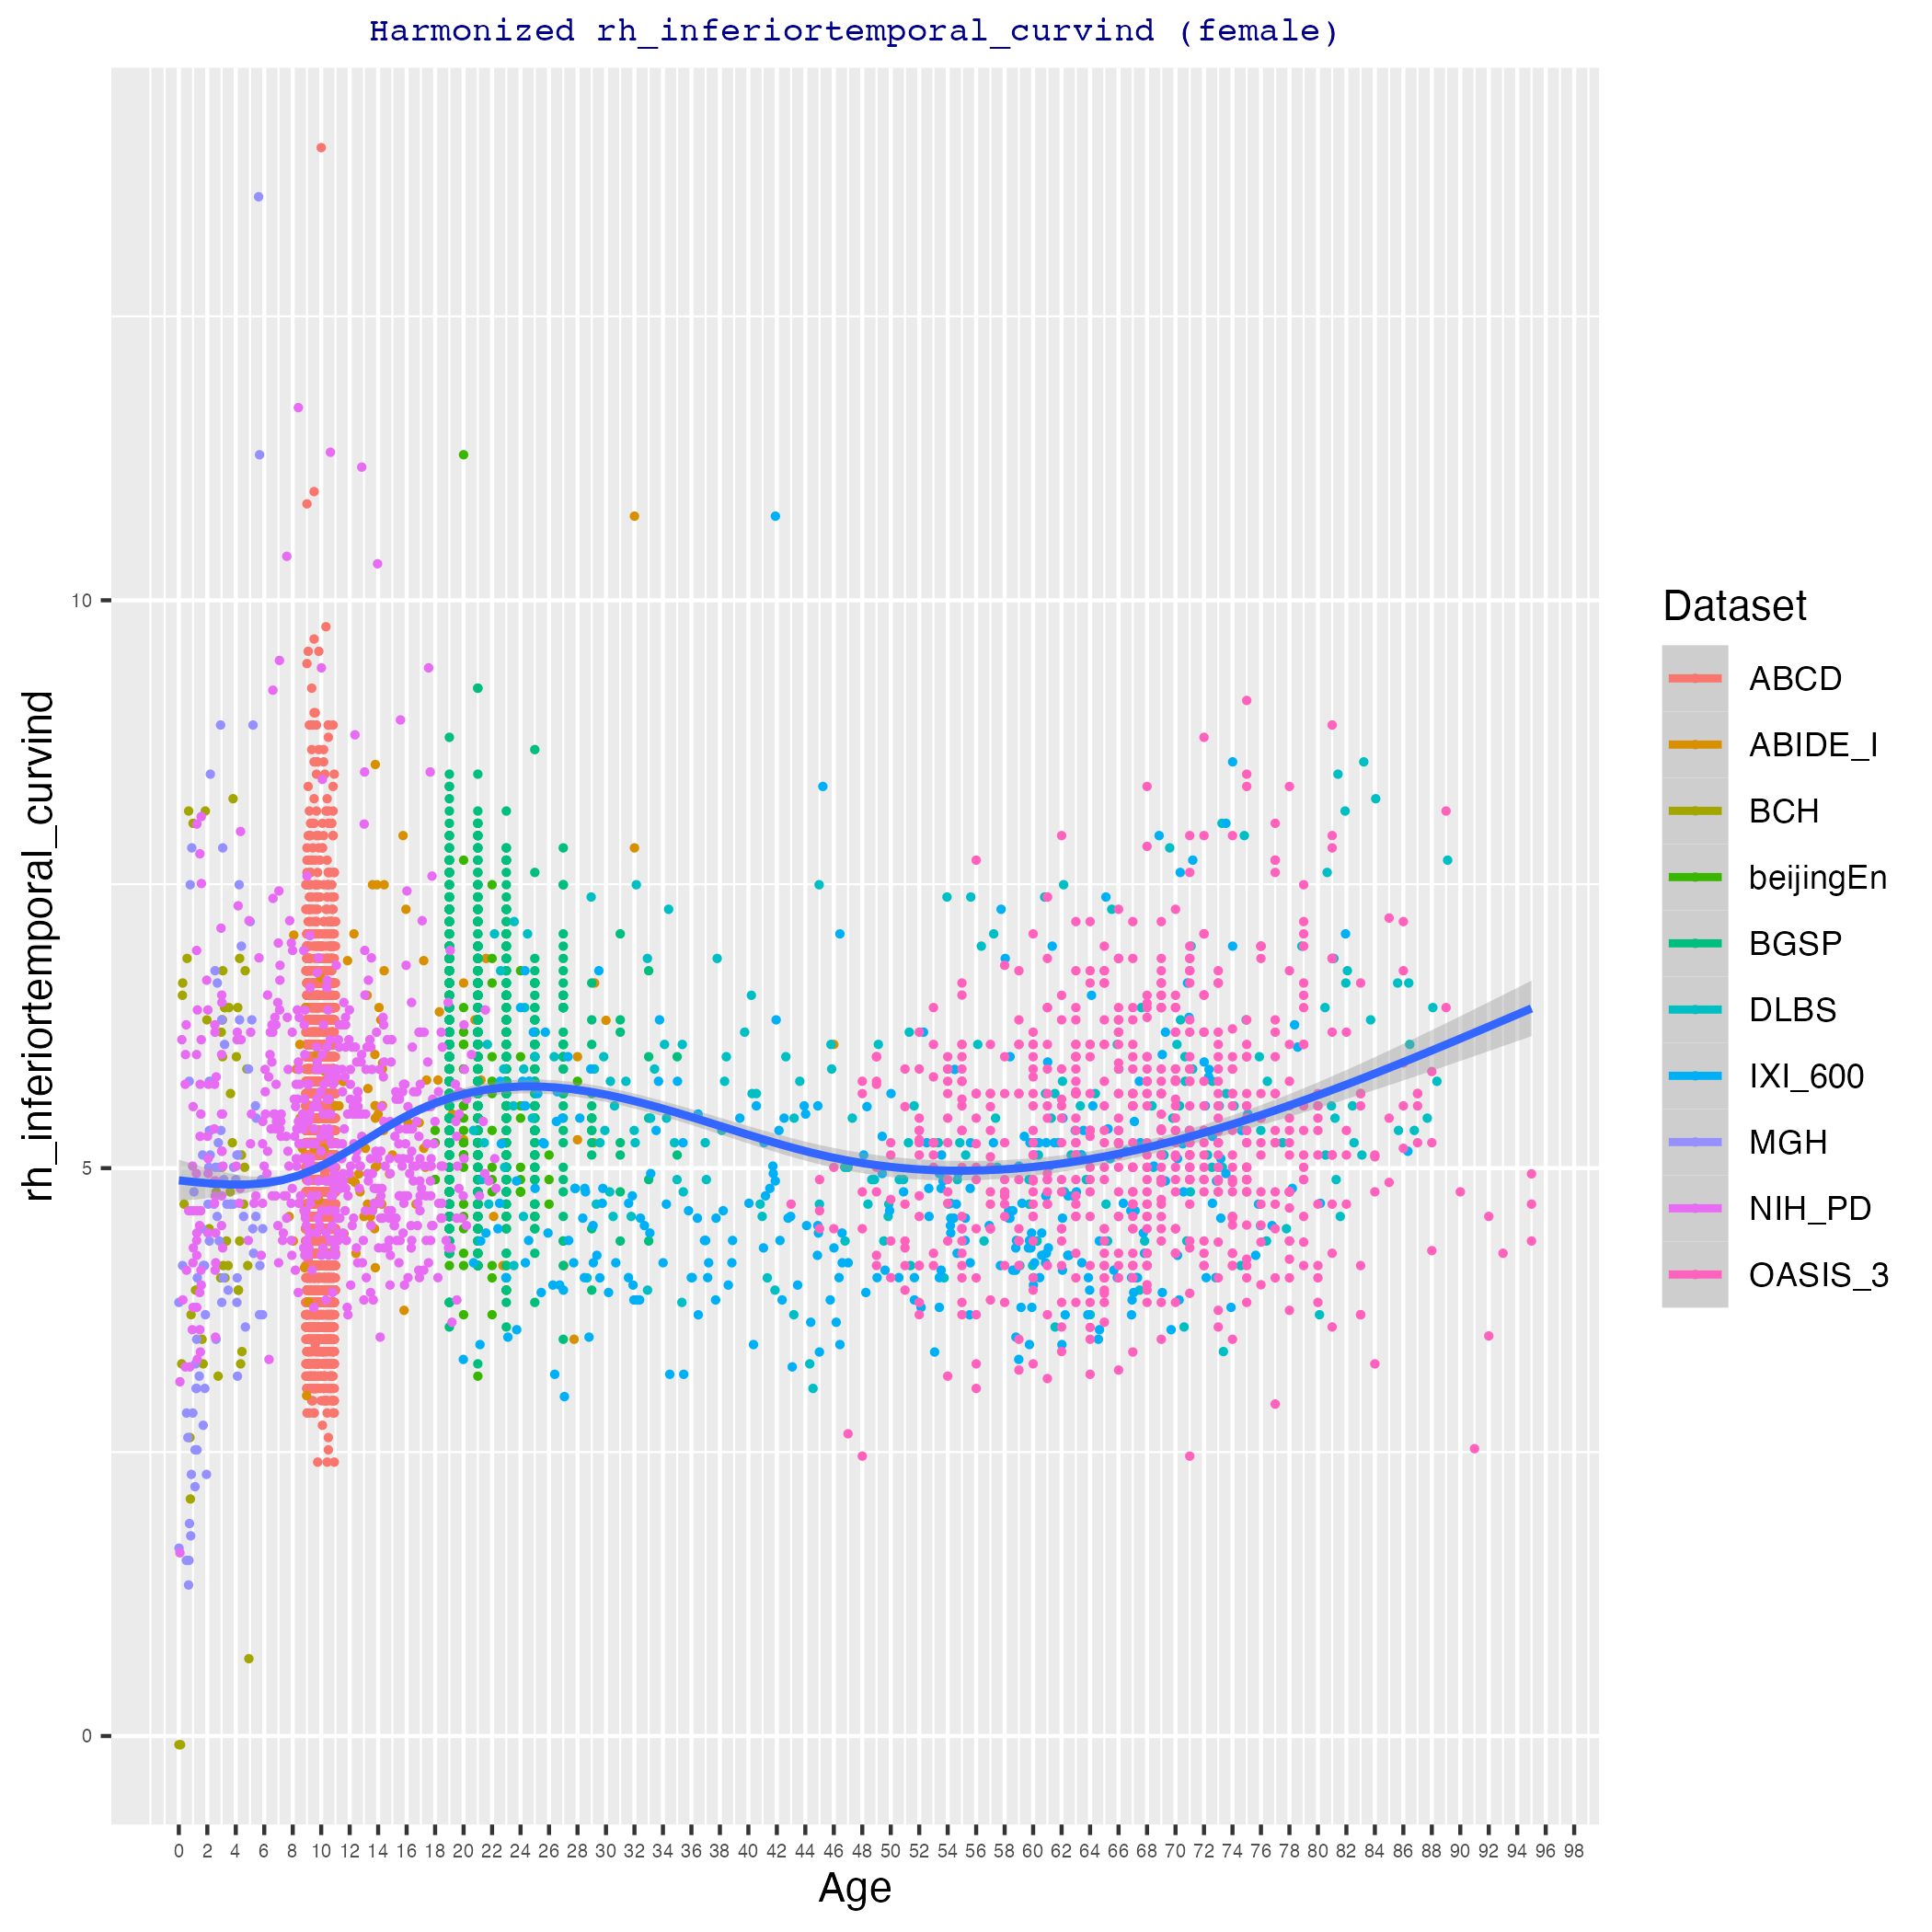 Harmonized rh_inferiortemporal_curvind (female)
rh_inferiortemporal_curvind
10
5
0
0 2 4 6 8 10 12 14 16 18 20 22 24 26 28 30 32 34 36 38 40 42 44 46 48 50 52 54 56 58 60 62 64 66 68 70 72 74 76 78 80 82 84 86 88 90 92 94 96 98
Age
Dataset
ABCD
ABIDE_I
BCH
beijingEn
BGSP
DLBS
IXI_600
MGH
NIH_PD
OASIS_3